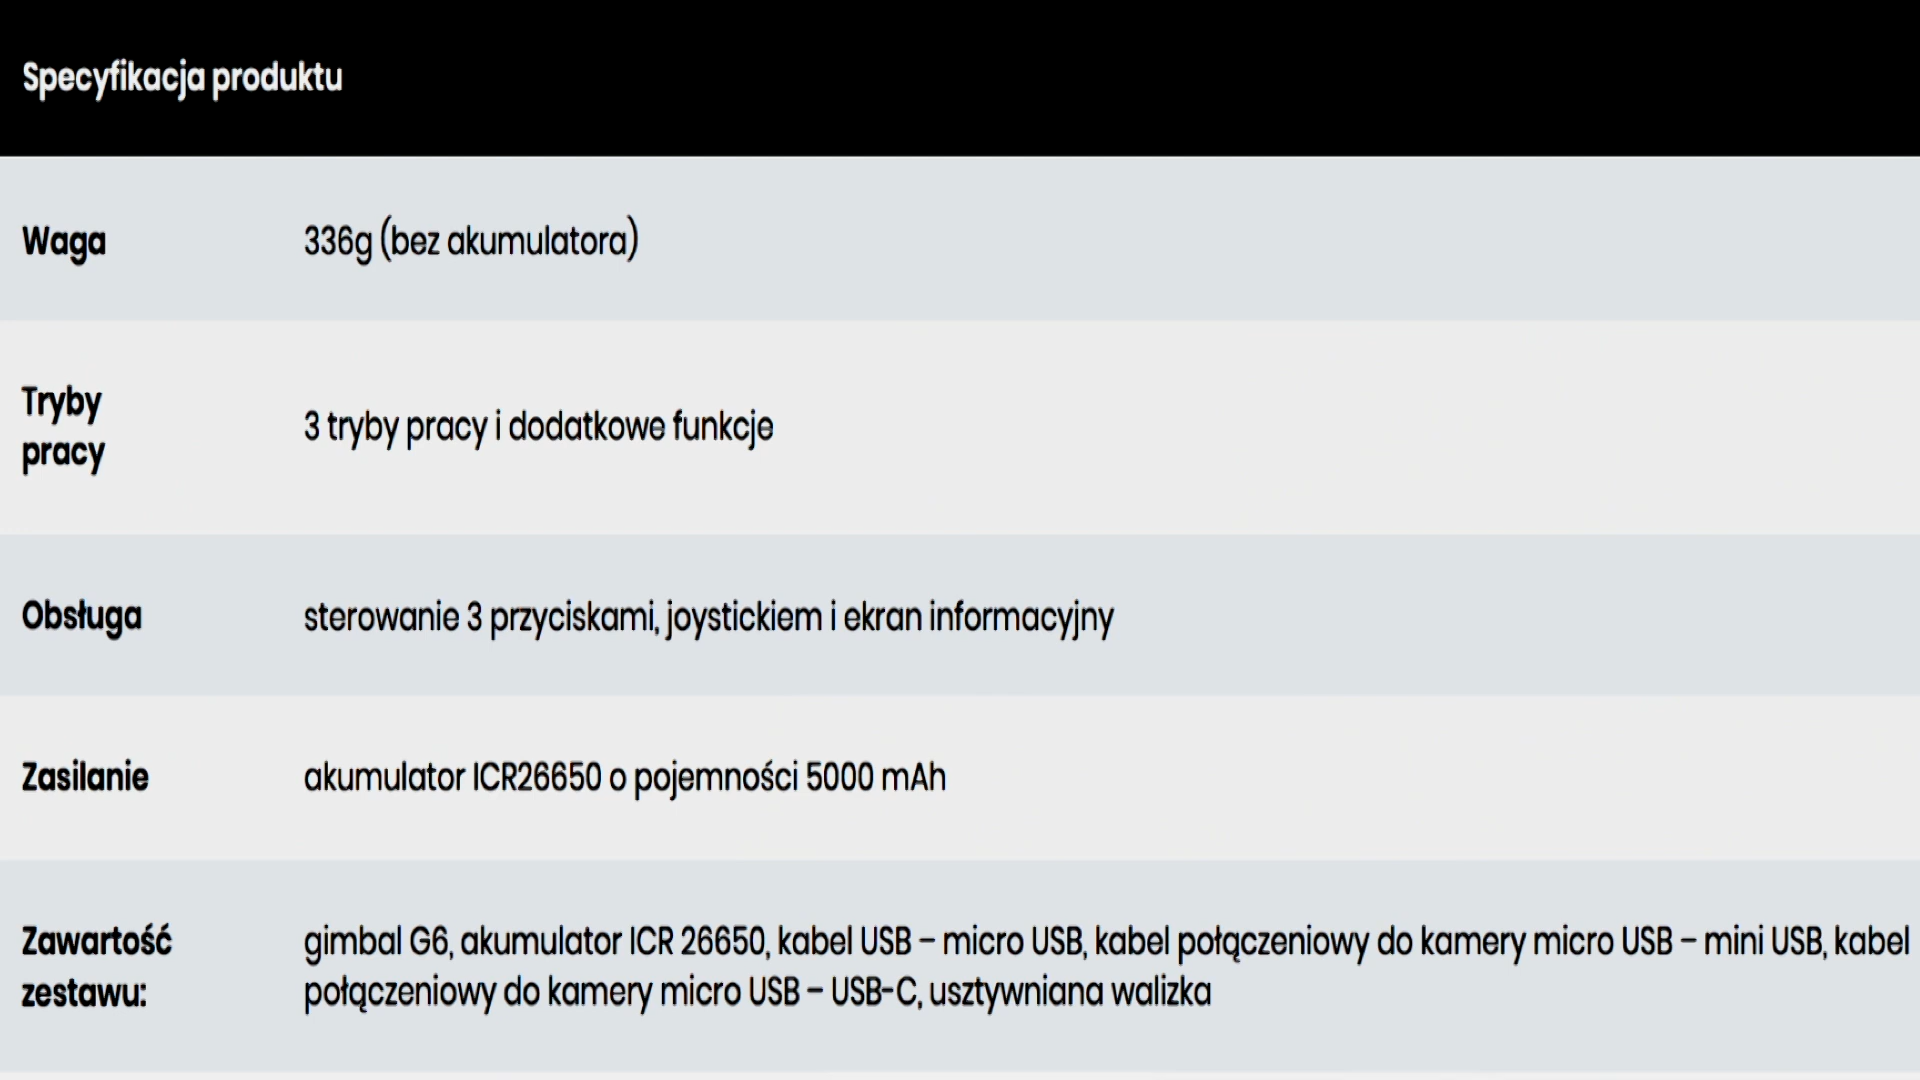 Specyfikacja produktu
Waga
336g (bez akumulatora)
Tryby
pracy
3 tryby pracy i dodatkowe funkcje
Obsługa
sterowanie 3 przyciskami, joystickiem i ekran informacyjny
Zasilanie
akumulator ICR26650 o pojemności 5000 mAh
Zawartość
zestawu:
gimbal G6, akumulator ICR 26650, kabel USB – micro USB, kabel połączeniowy do kamery micro USB – mini USB, kabel
połączeniowy do kamery micro USB – USB-C, usztywniana walizka